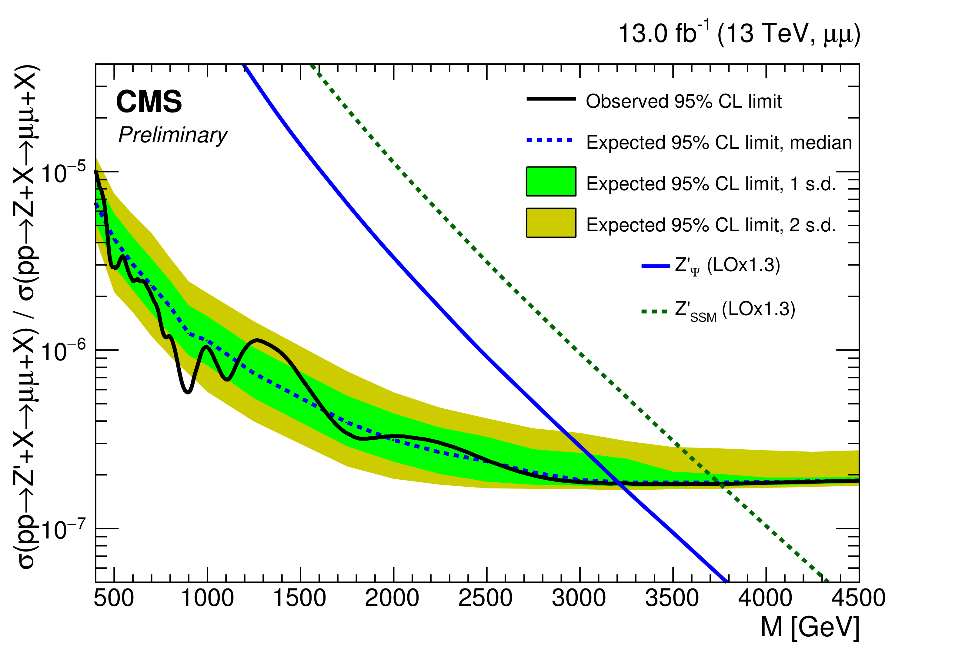 13.0 fb⁻¹ (13 TeV, μμ)
σ(pp→Z'+X→μμ+X) / σ(pp→Z+X→μμ+X)
CMS
Preliminary
Observed 95% CL limit
Expected 95% CL limit, median
Expected 95% CL limit, 1 s.d.
Expected 95% CL limit, 2 s.d.
Z'Ψ (LOx1.3)
Z'SSM (LOx1.3)
10⁻⁵
10⁻⁶
10⁻⁷
500 1000 1500 2000 2500 3000 3500 4000 4500
M [GeV]